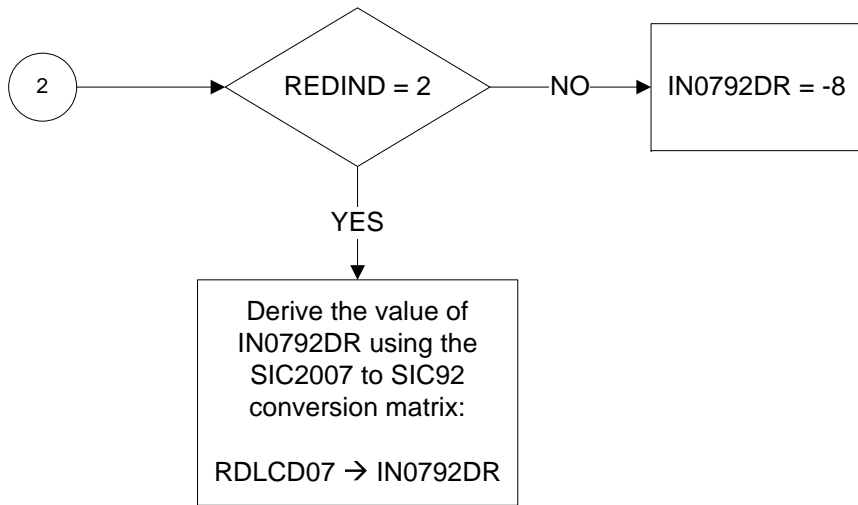 2
REDIND = 2
NO
IN0792DR = -8
YES
Derive the value of
IN0792DR using the
SIC2007 to SIC92
conversion matrix:
RDLCD07 → IN0792DR